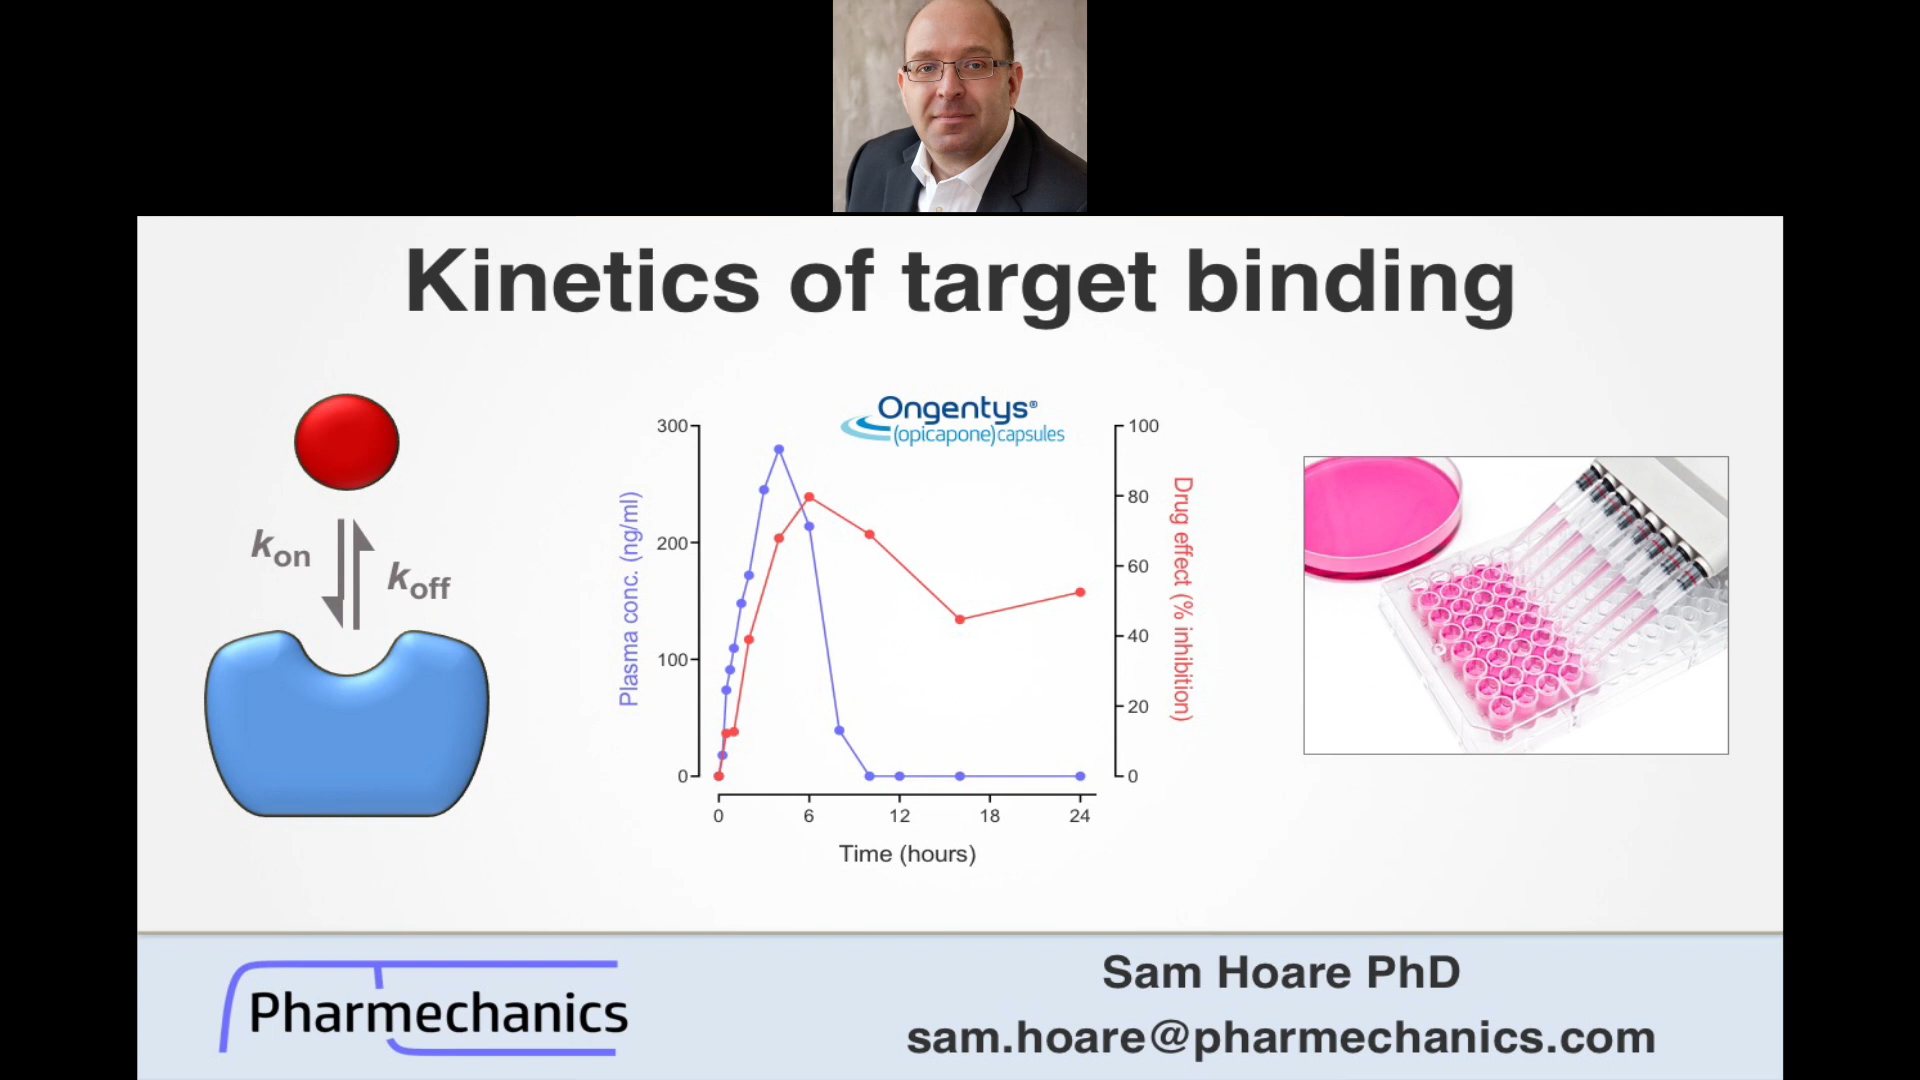 Kinetics of target binding
kon
koff
Ongentys®
(opicapone) capsules
Plasma conc. (ng/ml)
300
200
100
0
100
80
60
40
20
0
Drug effect (% inhibition)
0 6 12 18 24
Time (hours)
Pharmechanics
Sam Hoare PhD
sam.hoare@pharmechanics.com